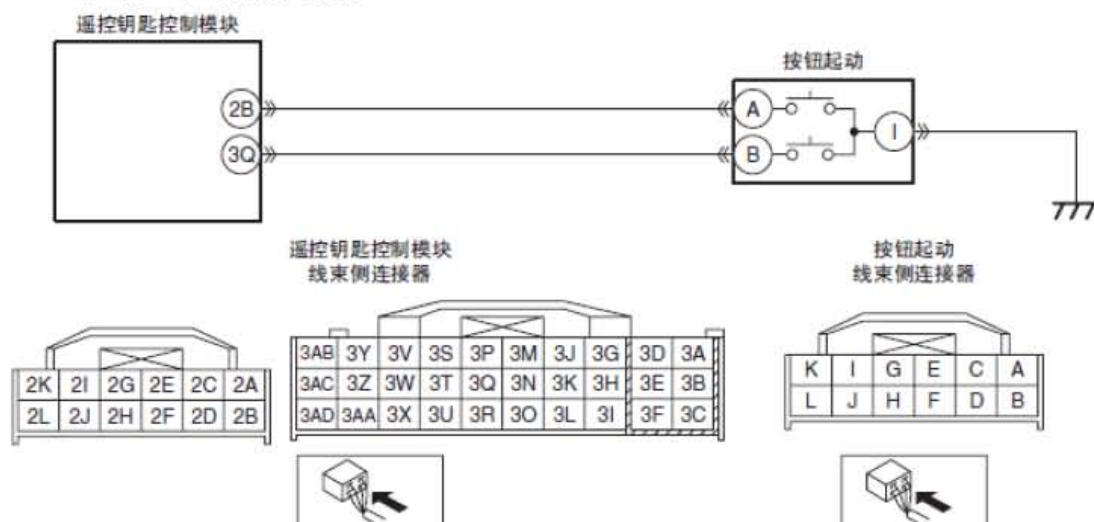 遥控钥匙控制模块
按钮起动
2B
A
3Q
B
I
遥控钥匙控制模块
线束侧连接器
按钮起动
线束侧连接器
2K 2I 2G 2E 2C 2A
2L 2J 2H 2F 2D 2B
3AB 3Y 3V 3S 3P 3M 3J 3G 3D 3A
3AC 3Z 3W 3T 3Q 3N 3K 3H 3E 3B
3AD 3AA 3X 3U 3R 3O 3L 3I 3F 3C
K I G E C A
L J H F D B